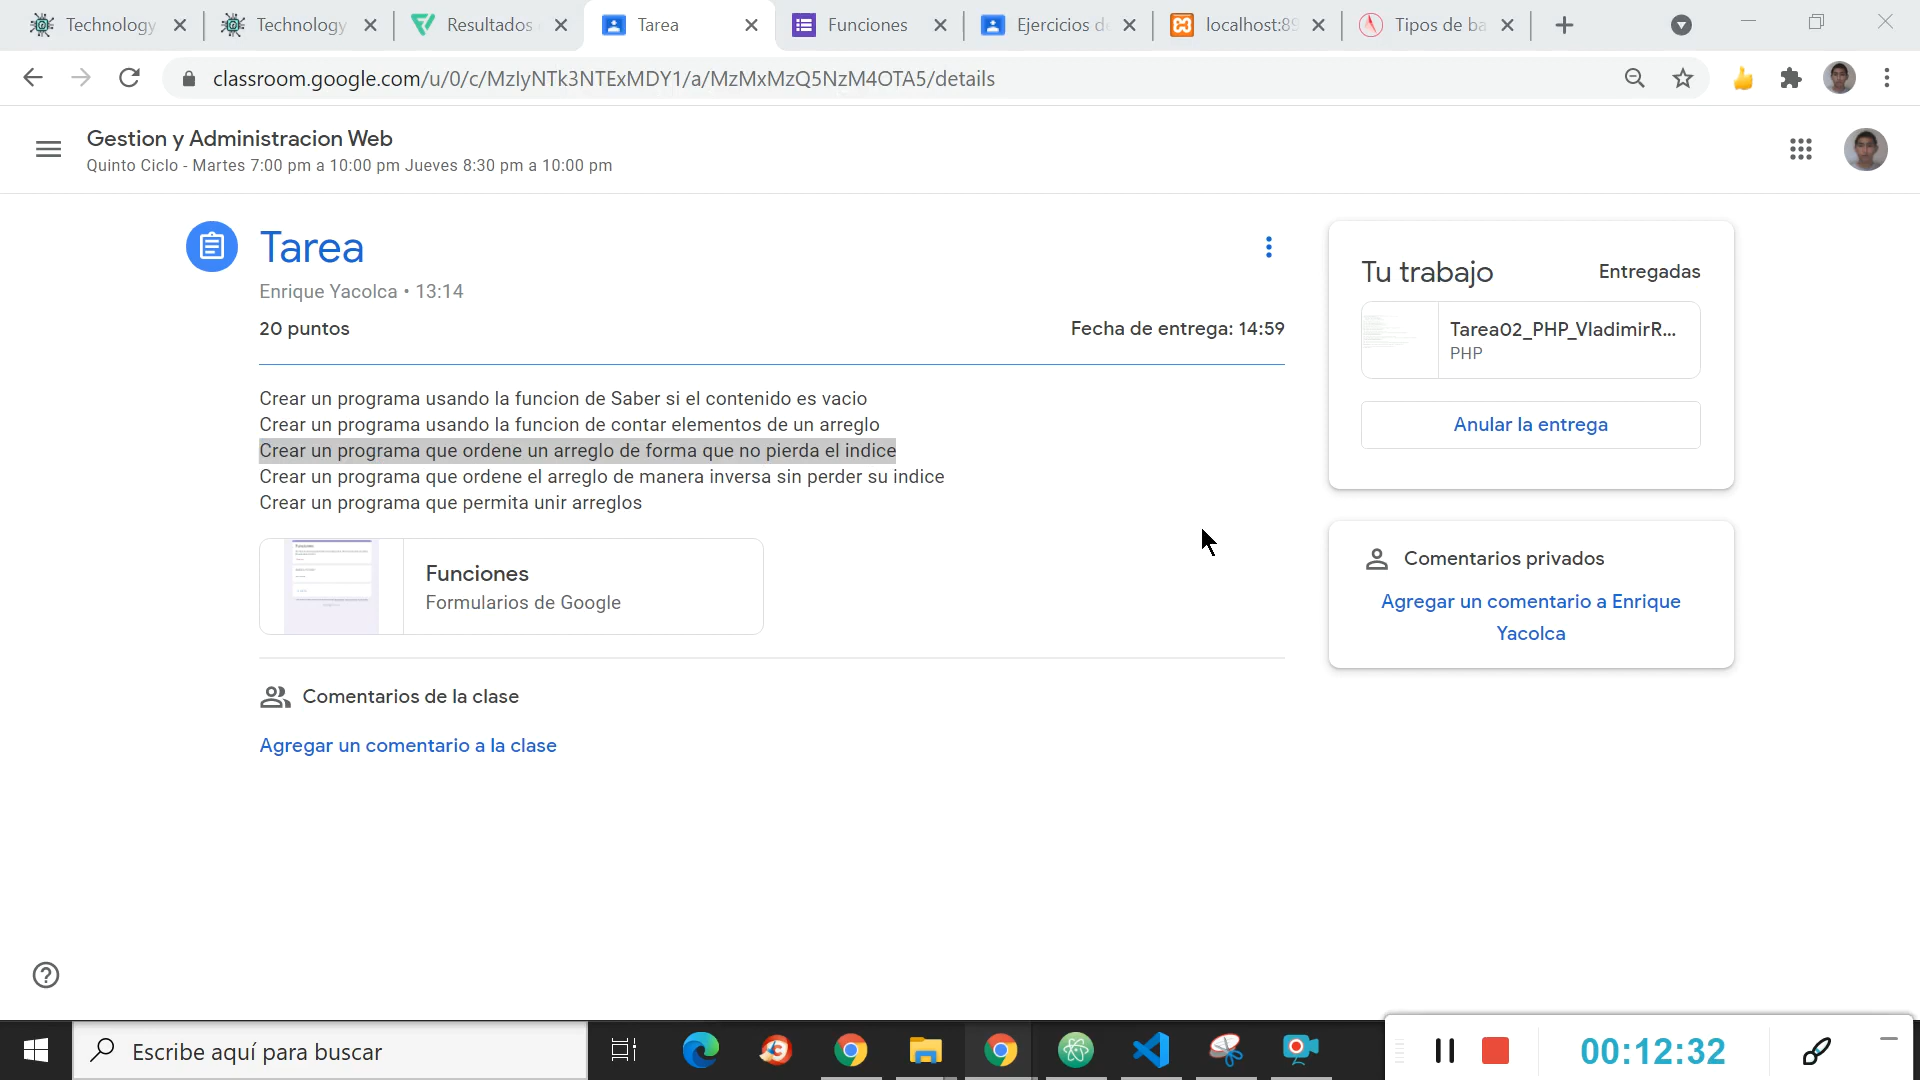 Technology
Technology
Resultados
Tarea
Funciones
Ejercicios de
localhost:89
Tipos de ba
classroom.google.com/u/0/c/MzIyNTk3NTExMDY1/a/MzMxMzQ5NzM4OTA5/details
Gestion y Administracion Web
Quinto Ciclo - Martes 7:00 pm a 10:00 pm Jueves 8:30 pm a 10:00 pm
Tarea
Enrique Yacolca • 13:14
20 puntos
Fecha de entrega: 14:59
Crear un programa usando la funcion de Saber si el contenido es vacio
Crear un programa usando la funcion de contar elementos de un arreglo
Crear un programa que ordene un arreglo de forma que no pierda el indice
Crear un programa que ordene el arreglo de manera inversa sin perder su indice
Crear un programa que permita unir arreglos
Funciones
Formularios de Google
Comentarios de la clase
Agregar un comentario a la clase
Tu trabajo
Entregadas
Tarea02_PHP_VladimirR...
PHP
Anular la entrega
Comentarios privados
Agregar un comentario a Enrique
Yacolca
Escribe aquí para buscar
00:12:32